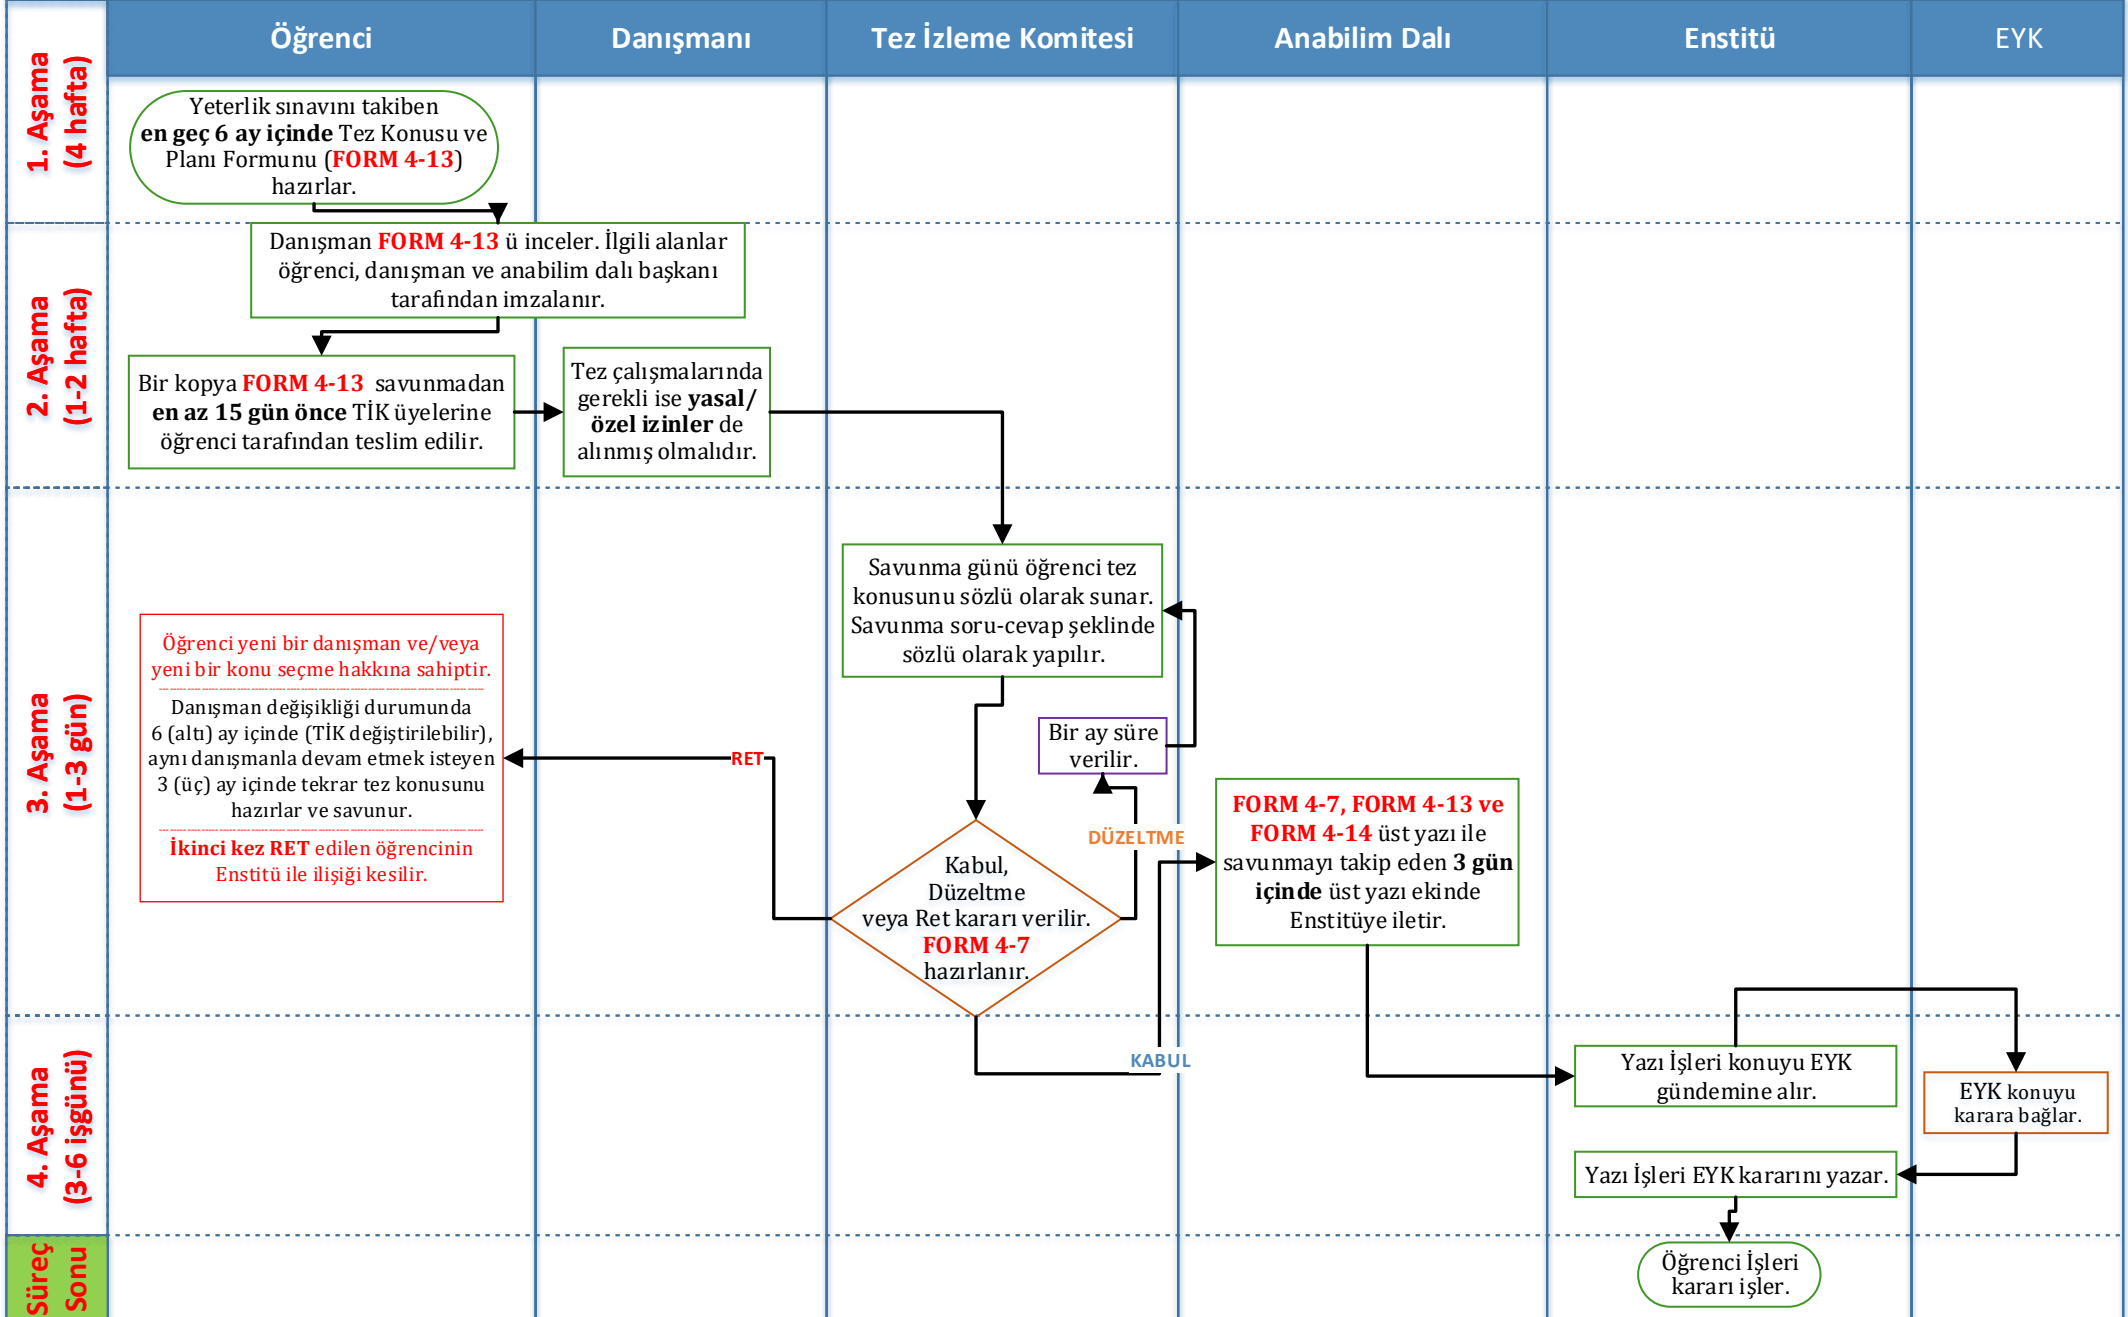 Öğrenci
Danışmanı
Tez İzleme Komitesi
Anabilim Dalı
Enstitü
EYK
1. Aşama
(4 hafta)
Yeterlik sınavını takiben
en geç 6 ay içinde Tez Konusu ve
Planı Formunu (FORM 4-13)
hazırlar.
2. Aşama
(1-2 hafta)
Danışman FORM 4-13 ü inceler. İlgili alanlar
öğrenci, danışman ve anabilim dalı başkanı
tarafından imzalanır.
Bir kopya FORM 4-13 savunmadan
en az 15 gün önce TİK üyelerine
öğrenci tarafından teslim edilir.
Tez çalışmalarında
gerekli ise yasal/
özel izinler de
alınmış olmalıdır.
3. Aşama
(1-3 gün)
Savunma günü öğrenci tez
konusunu sözlü olarak sunar.
Savunma soru-cevap şeklinde
sözlü olarak yapılır.
Öğrenci yeni bir danışman ve/veya
yeni bir konu seçme hakkına sahiptir.
Danışman değişikliği durumunda
6 (altı) ay içinde (TİK değiştirilebilir),
aynı danışmanla devam etmek isteyen
3 (üç) ay içinde tekrar tez konusunu
hazırlar ve savunur.
İkinci kez RET edilen öğrencinin
Enstitü ile ilişiği kesilir.
RET
Bir ay süre
verilir.
DÜZELTME
Kabul,
Düzeltme
veya Ret kararı verilir.
FORM 4-7
hazırlanır.
FORM 4-7, FORM 4-13 ve
FORM 4-14 üst yazı ile
savunmayı takip eden 3 gün
içinde üst yazı ekinde
Enstitüye iletir.
4. Aşama
(3-6 işgünü)
KABUL
Yazı İşleri konuyu EYK
gündemine alır.
EYK konuyu
karara bağlar.
Yazı İşleri EYK kararını yazar.
Süreç
Sonu
Öğrenci İşleri
kararı işler.